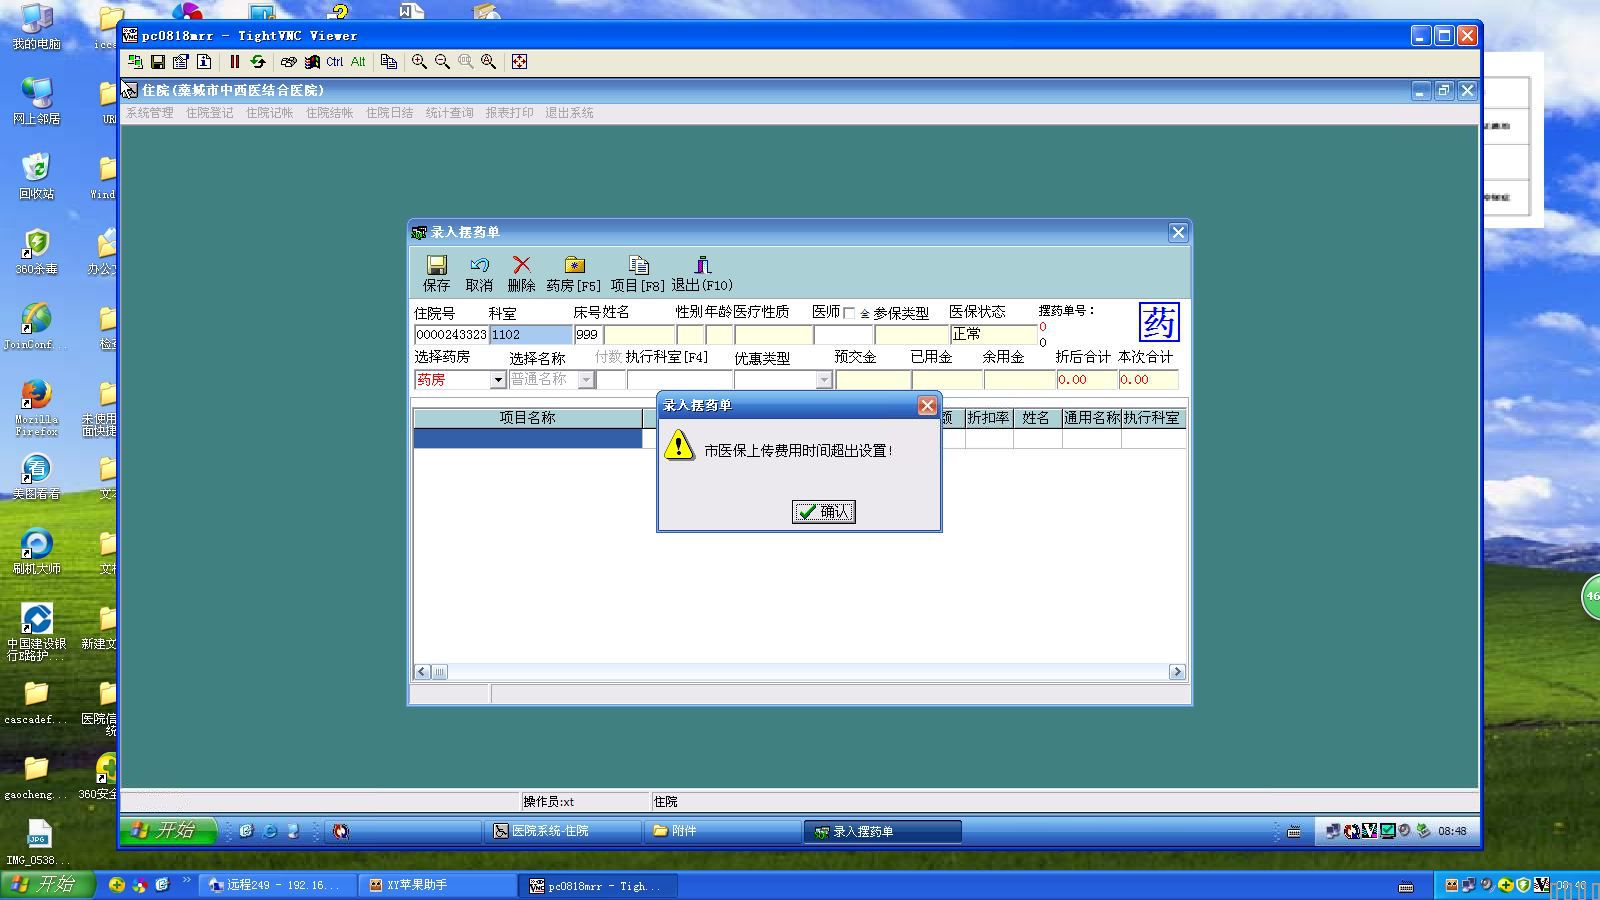 pc0818mrr - TightVNC Viewer
Ctrl Alt
住院(藁城市中西医结合医院)
系统管理 住院登记 住院记帐 住院结帐 住院日结 统计查询 报表打印 退出系统
录入摆药单
保存 取消 删除 药房[F5] 项目[F8] 退出(F10)
住院号 科室 床号 姓名 性别 年龄 医疗性质 医师 全 参保类型 医保状态 摆药单号:
0000243323 1102 999 正常 0
0
药
选择药房 选择名称 付数 执行科室[F4] 优惠类型 预交金 已用金 余用金 折后合计 本次合计
药房 普通名称 0.00 0.00
项目名称 额 折扣率 姓名 通用名称 执行科室
录入摆药单
市医保上传费用时间超出设置!
确认
操作员:xt 住院
开始 医院系统-住院 附件 录入摆药单 08:48
我的电脑
网上邻居
回收站
360杀毒
JoinConf...
Mozilla
Firefox
美图看看
刷机大师
中国建设银
行E路护...
cascadef...
gaocheng...
IMG_0538...
icc
UR
Wind
办公
未使用
面快捷
新建文
医院信
统
360安全
46
开始 远程249 - 192.16... XY苹果助手 pc0818mrr - Tigh...